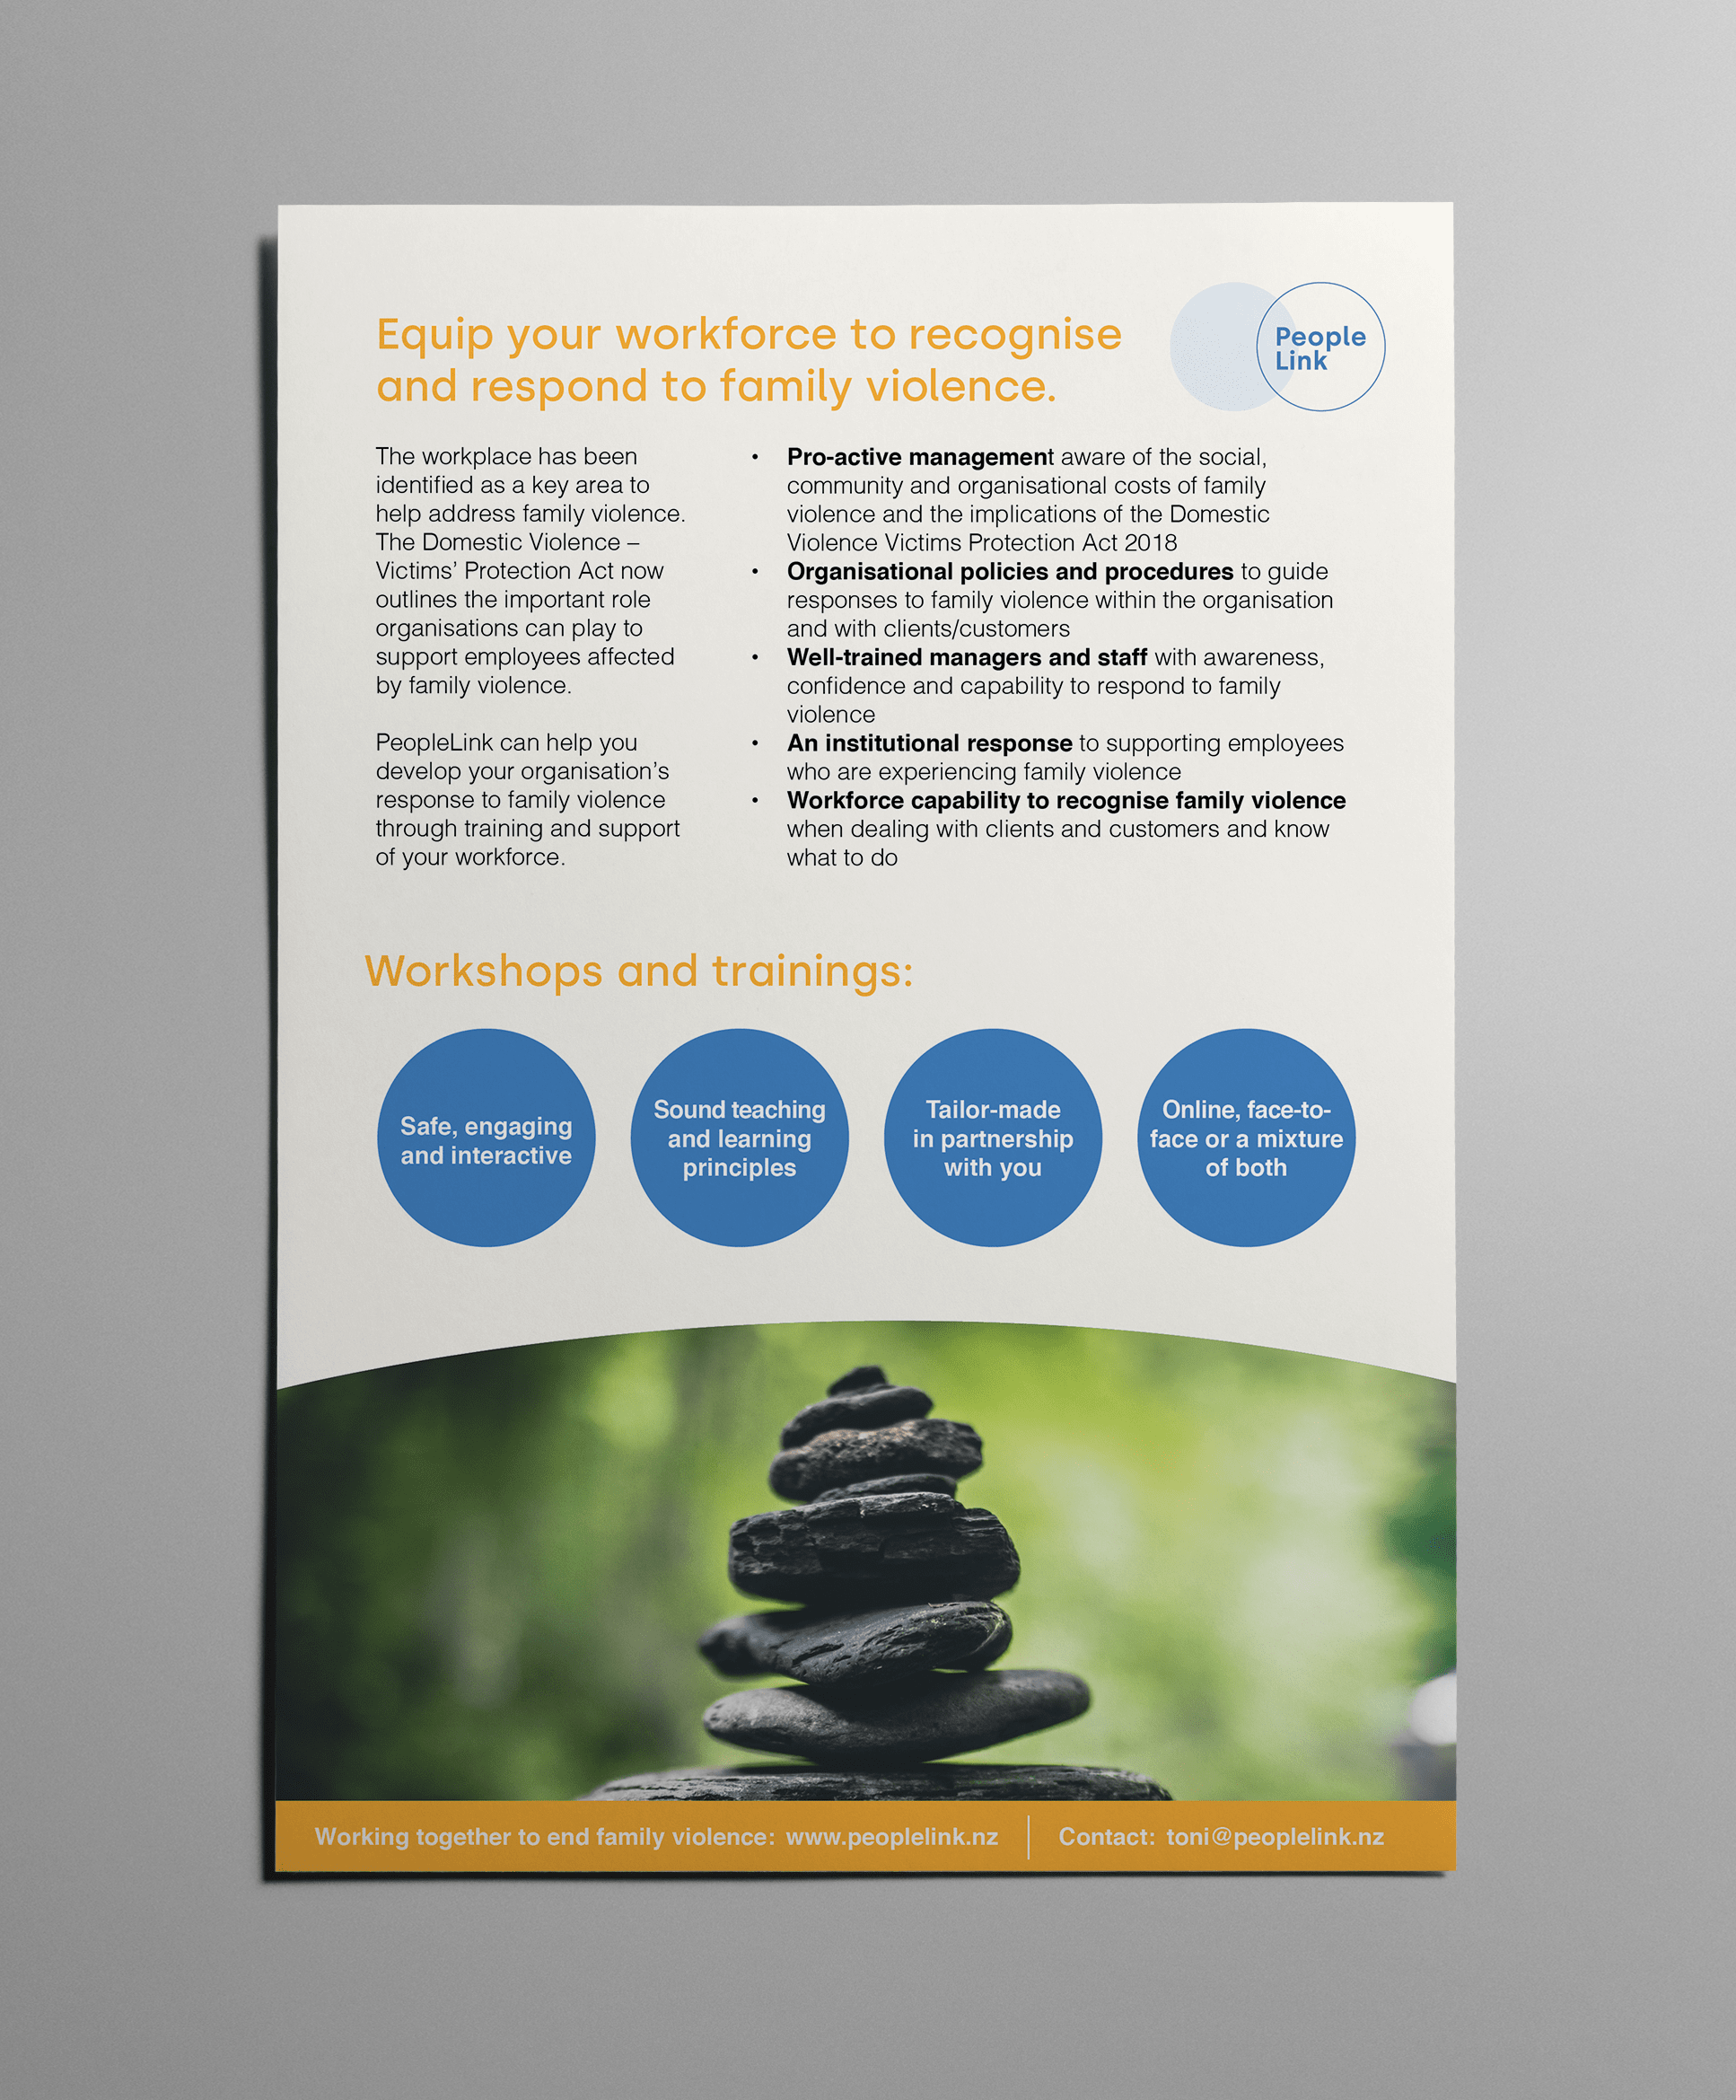 Equip your workforce to recognise
and respond to family violence.
People
Link
The workplace has been
identified as a key area to
help address family violence.
The Domestic Violence –
Victims’ Protection Act now
outlines the important role
organisations can play to
support employees affected
by family violence.
PeopleLink can help you
develop your organisation’s
response to family violence
through training and support
of your workforce.
• Pro-active management aware of the social,
community and organisational costs of family
violence and the implications of the Domestic
Violence Victims Protection Act 2018
• Organisational policies and procedures to guide
responses to family violence within the organisation
and with clients/customers
• Well-trained managers and staff with awareness,
confidence and capability to respond to family
violence
• An institutional response to supporting employees
who are experiencing family violence
• Workforce capability to recognise family violence
when dealing with clients and customers and know
what to do
Workshops and trainings:
Safe, engaging
and interactive
Sound teaching
and learning
principles
Tailor-made
in partnership
with you
Online, face-to-
face or a mixture
of both
Working together to end family violence: www.peoplelink.nz
Contact: toni@peoplelink.nz